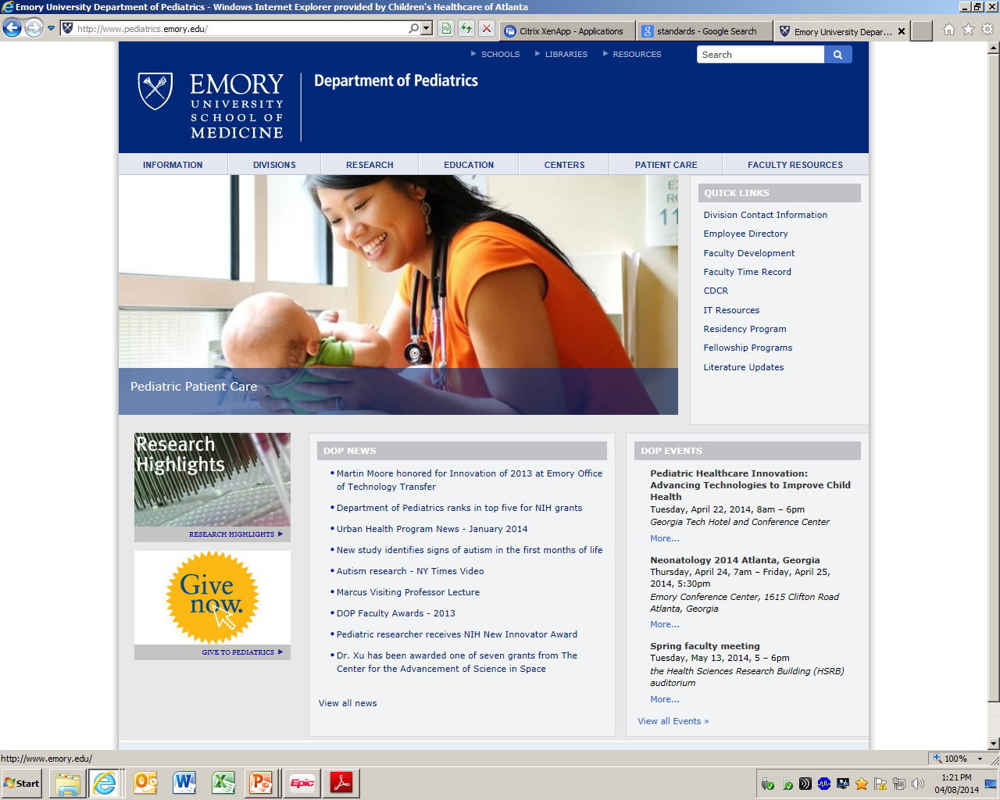 Emory University Department of Pediatrics - Windows Internet Explorer provided by Children's Healthcare of Atlanta
http://www.pediatrics.emory.edu/
Citrix XenApp - Applications
standards - Google Search
Emory University Depar...
SCHOOLS
LIBRARIES
RESOURCES
Search
EMORY
UNIVERSITY
SCHOOL OF
MEDICINE
Department of Pediatrics
INFORMATION
DIVISIONS
RESEARCH
EDUCATION
CENTERS
PATIENT CARE
FACULTY RESOURCES
11
Pediatric Patient Care
QUICK LINKS
Division Contact Information
Employee Directory
Faculty Development
Faculty Time Record
CDCR
IT Resources
Residency Program
Fellowship Programs
Literature Updates
Research
Highlights
RESEARCH HIGHLIGHTS
Give
now.
GIVE TO PEDIATRICS
DOP NEWS
• Martin Moore honored for Innovation of 2013 at Emory Office
of Technology Transfer
• Department of Pediatrics ranks in top five for NIH grants
• Urban Health Program News - January 2014
• New study identifies signs of autism in the first months of life
• Autism research - NY Times Video
• Marcus Visiting Professor Lecture
• DOP Faculty Awards - 2013
• Pediatric researcher receives NIH New Innovator Award
• Dr. Xu has been awarded one of seven grants from The
Center for the Advancement of Science in Space
View all news
DOP EVENTS
Pediatric Healthcare Innovation:
Advancing Technologies to Improve Child
Health
Tuesday, April 22, 2014, 8am – 6pm
Georgia Tech Hotel and Conference Center
More...
Neonatology 2014 Atlanta, Georgia
Thursday, April 24, 7am – Friday, April 25,
2014, 5:30pm
Emory Conference Center, 1615 Clifton Road
Atlanta, Georgia
More...
Spring faculty meeting
Tuesday, May 13, 2014, 5 – 6pm
the Health Sciences Research Building (HSRB)
auditorium
More...
View all Events »
http://www.emory.edu/
100%
Start
Epic
1:21 PM
04/08/2014